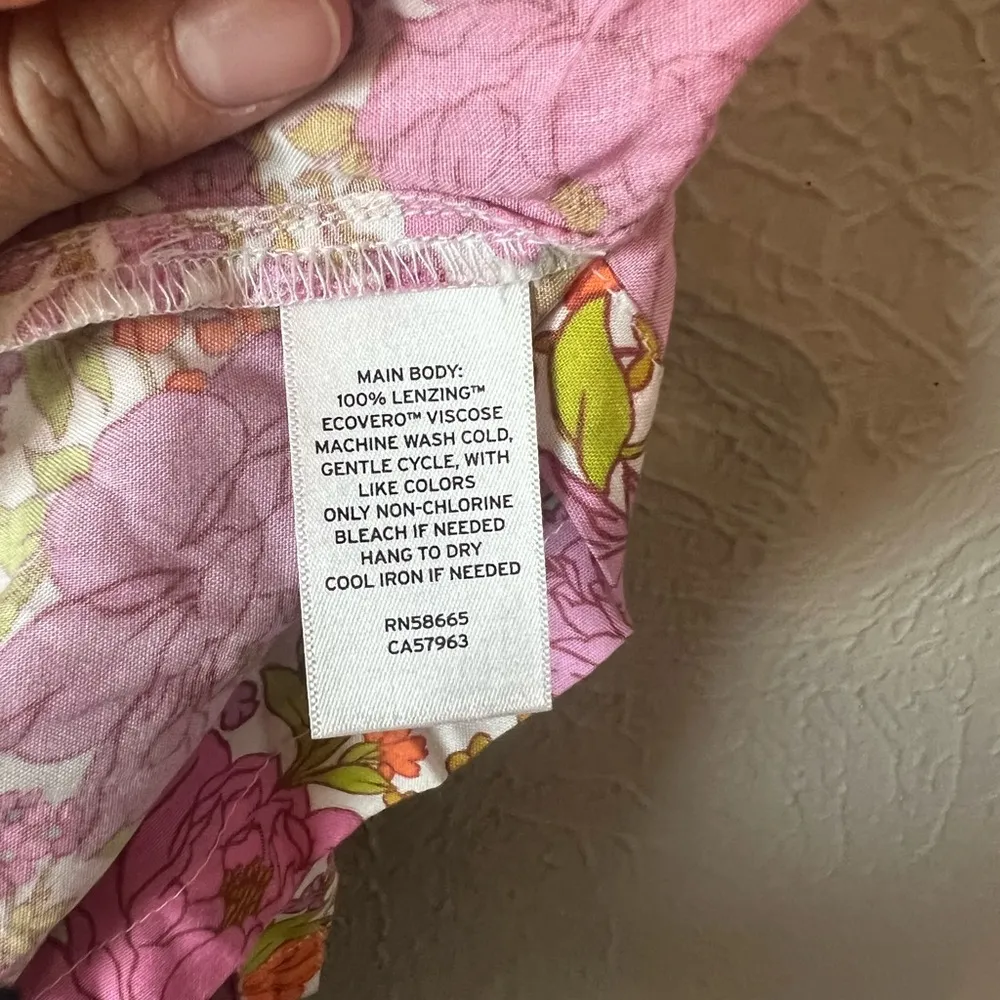 MAIN BODY:
100% LENZING™
ECOVERO™ VISCOSE
MACHINE WASH COLD,
GENTLE CYCLE, WITH
LIKE COLORS
ONLY NON-CHLORINE
BLEACH IF NEEDED
HANG TO DRY
COOL IRON IF NEEDED
RN58665
CA57963